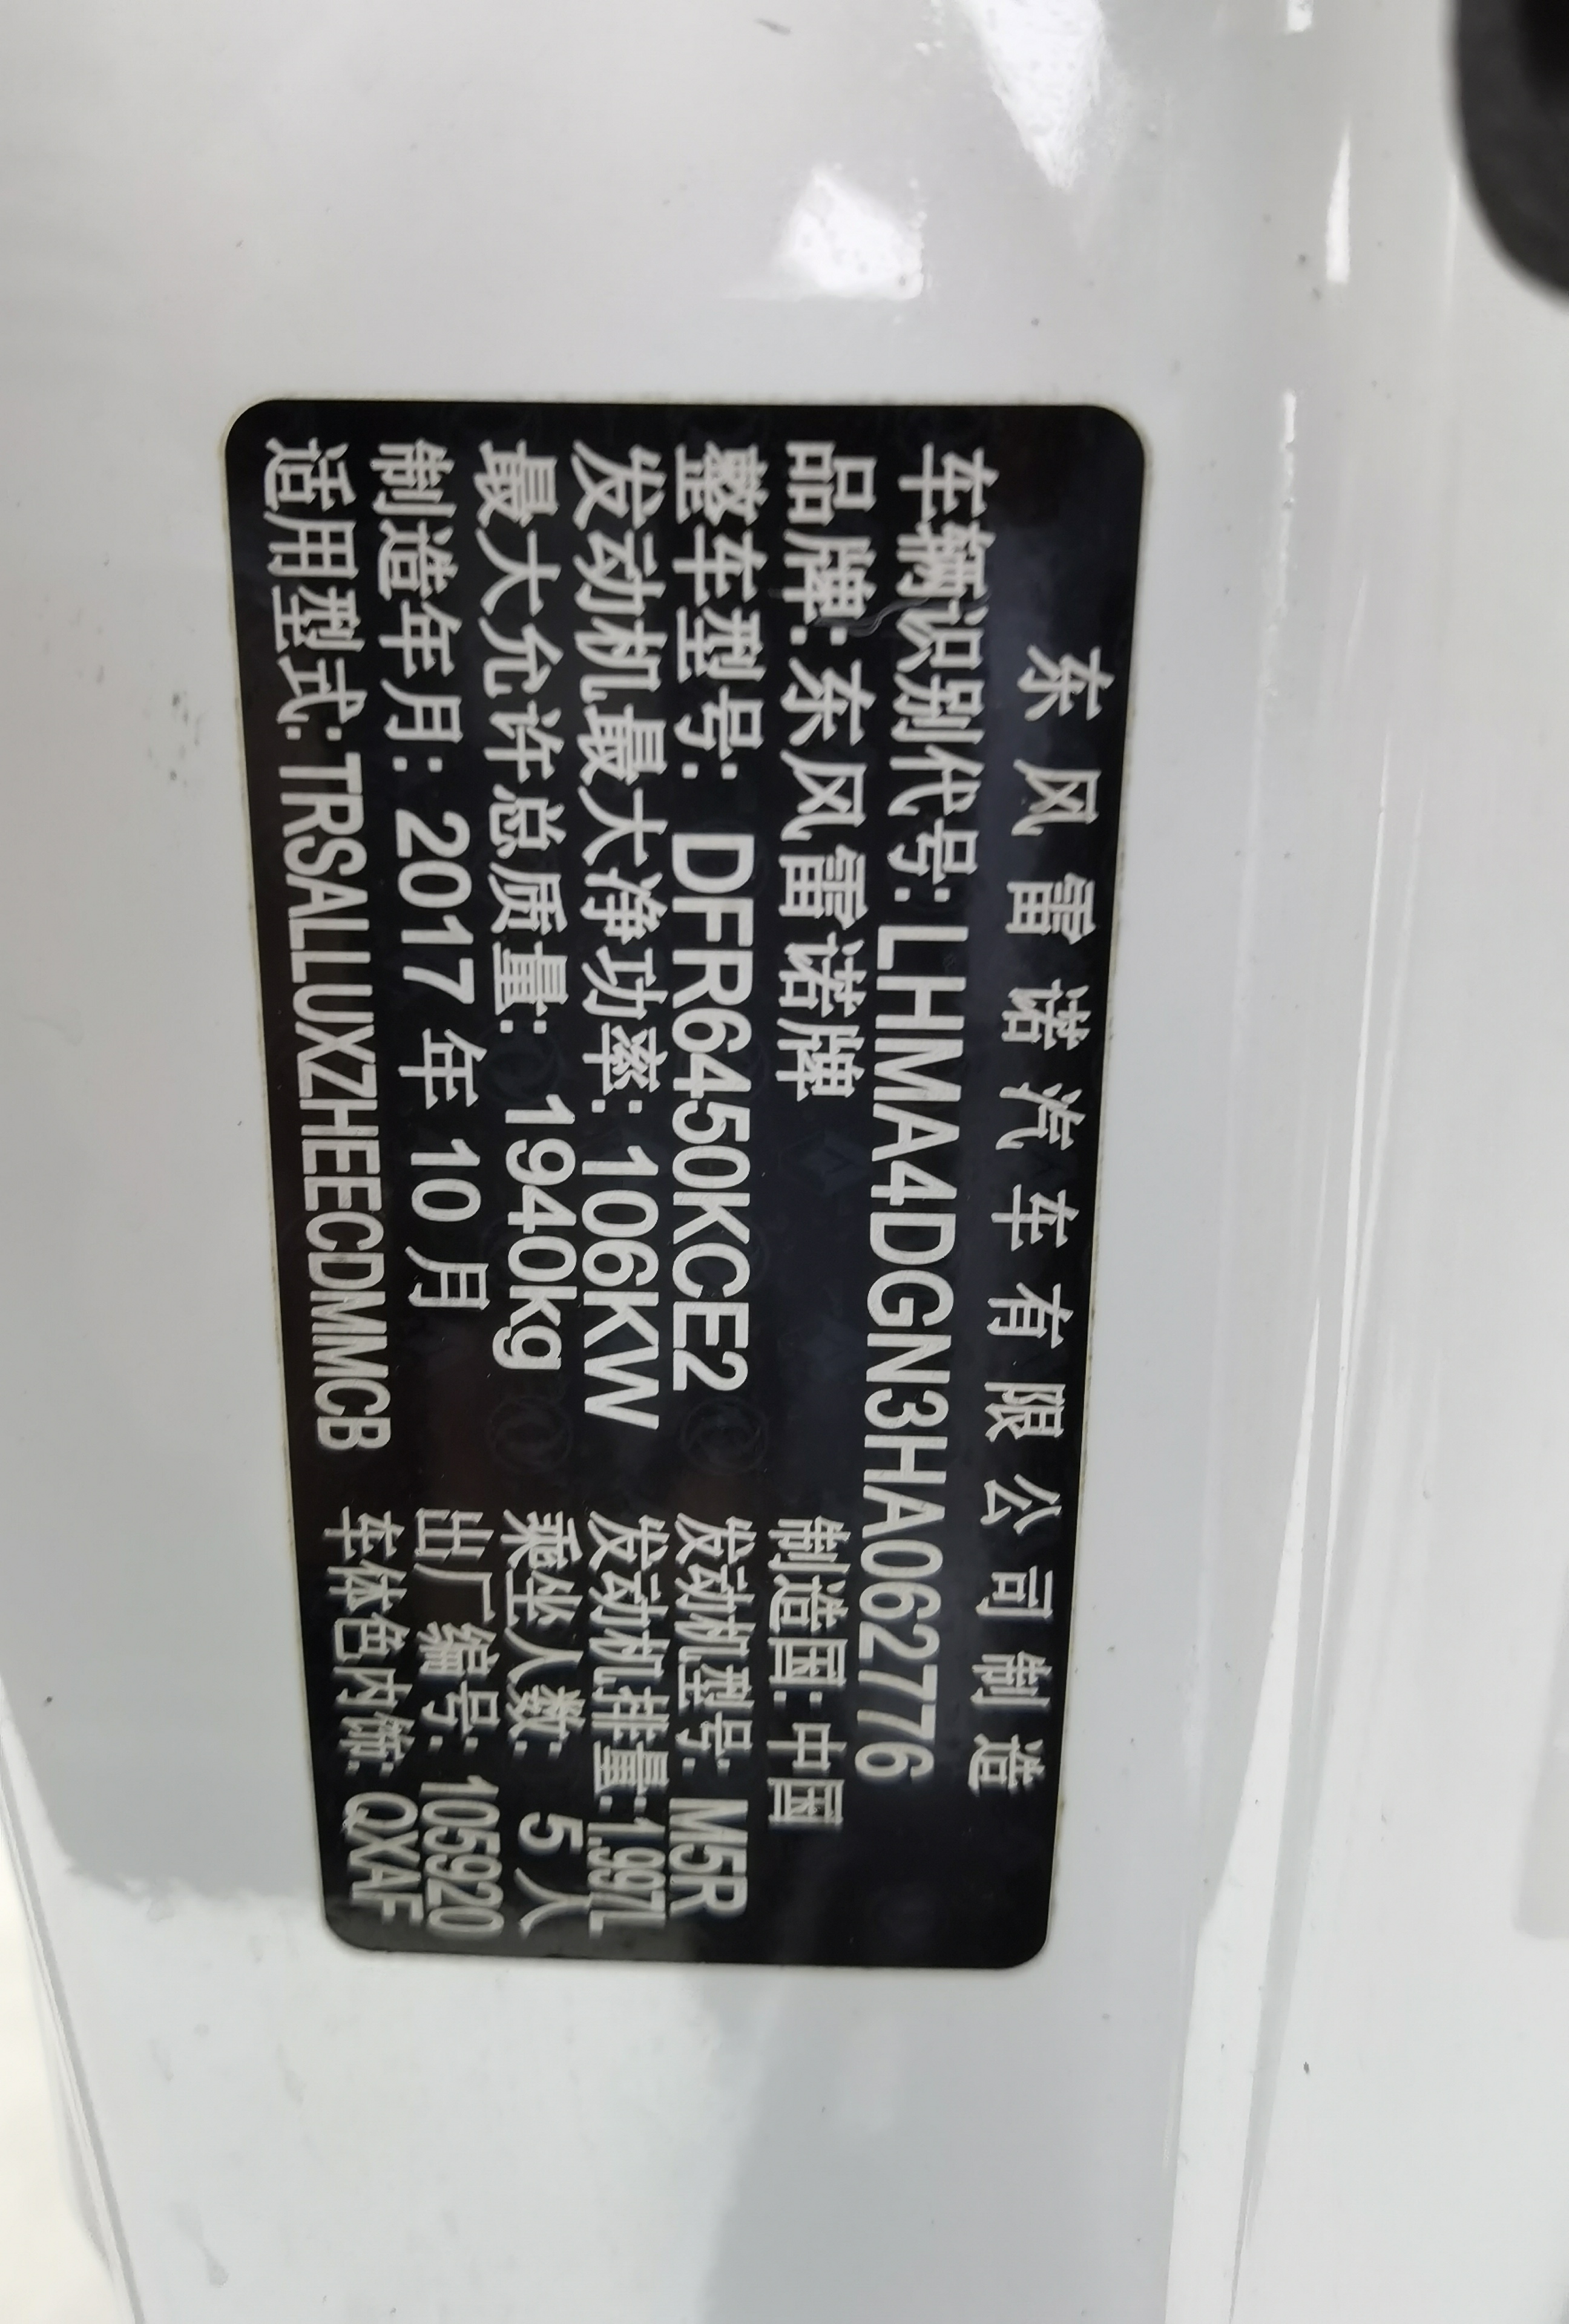 东风雷诺汽车有限公司制造
车辆识别代号:LHMA4DGN3HA062776
品牌:东风雷诺牌 制造国:中国
整车型号:DFR6450KCE2 发动机型号:M5R
发动机最大净功率:106KW 发动机排量:1.997L
最大允许总质量:1940kg 乘坐人数:5人
制造年月:2017年10月 出厂编号:105920
适用型式:TRSALLUXZHEECDMMCB 车体色内饰:QXAF